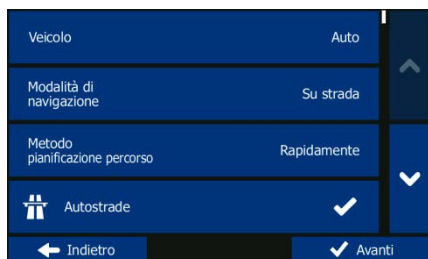 Veicolo Auto
Modalità di
navigazione Su strada
Metodo
pianificazione percorso Rapidamente
Autostrade
Indietro Avanti